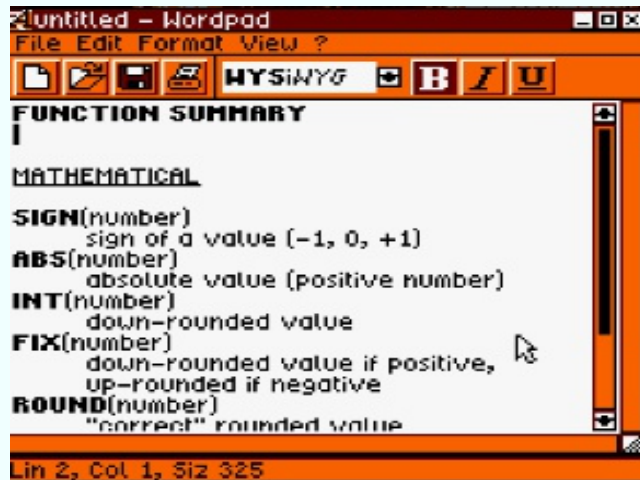 untitled – Wordpad
File Edit Format View ?
WYSiWYG B I U
FUNCTION SUMMARY
MATHEMATICAL
SIGN(number)
sign of a value (-1, 0, +1)
ABS(number)
absolute value (positive number)
INT(number)
down-rounded value
FIX(number)
down-rounded value if positive,
up-rounded if negative
ROUND(number)
"correct" rounded value
Lin 2, Col 1, Siz 325